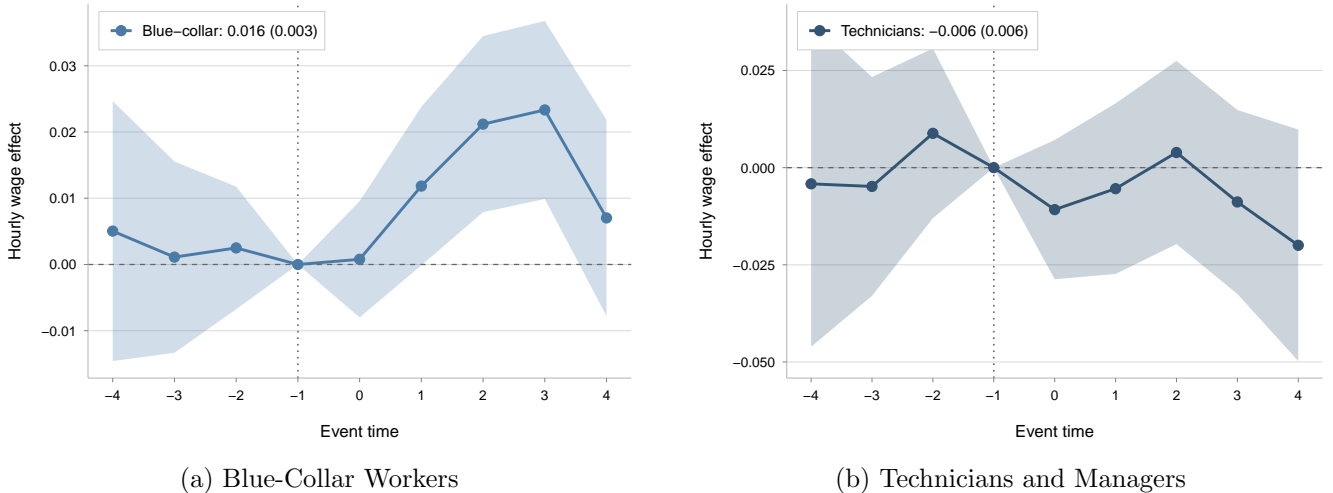 Blue−collar: 0.016 (0.003)
Hourly wage effect
0.03
0.02
0.01
0.00
−0.01
−4 −3 −2 −1 0 1 2 3 4
Event time
(a) Blue-Collar Workers
Technicians: −0.006 (0.006)
Hourly wage effect
0.025
0.000
−0.025
−0.050
−4 −3 −2 −1 0 1 2 3 4
Event time
(b) Technicians and Managers